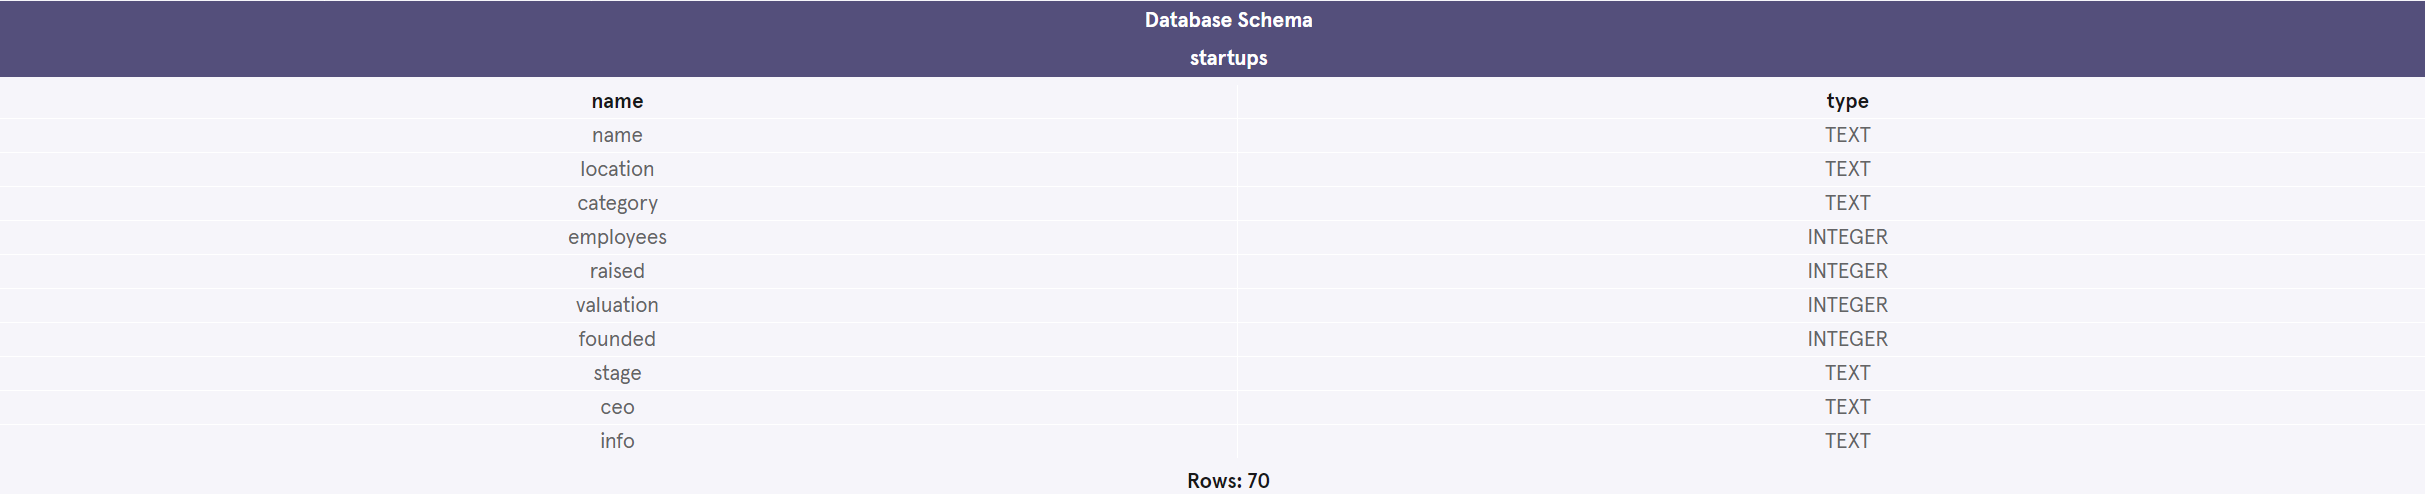 Database Schema
startups
name type
name TEXT
location TEXT
category TEXT
employees INTEGER
raised INTEGER
valuation INTEGER
founded INTEGER
stage TEXT
ceo TEXT
info TEXT
Rows: 70